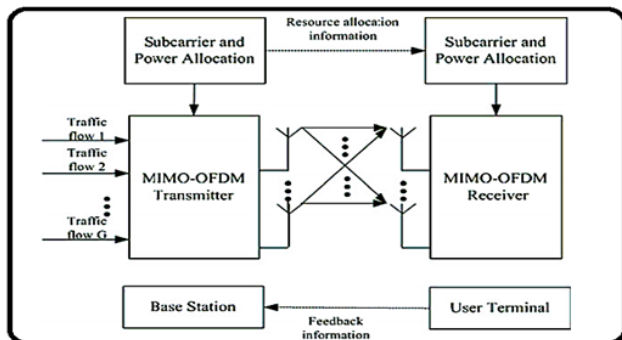 Subcarrier and
Power Allocation
Resource allocation
information
Subcarrier and
Power Allocation
Traffic
flow 1
Traffic
flow 2
Traffic
flow G
MIMO-OFDM
Transmitter
MIMO-OFDM
Receiver
Base Station
Feedback
information
User Terminal